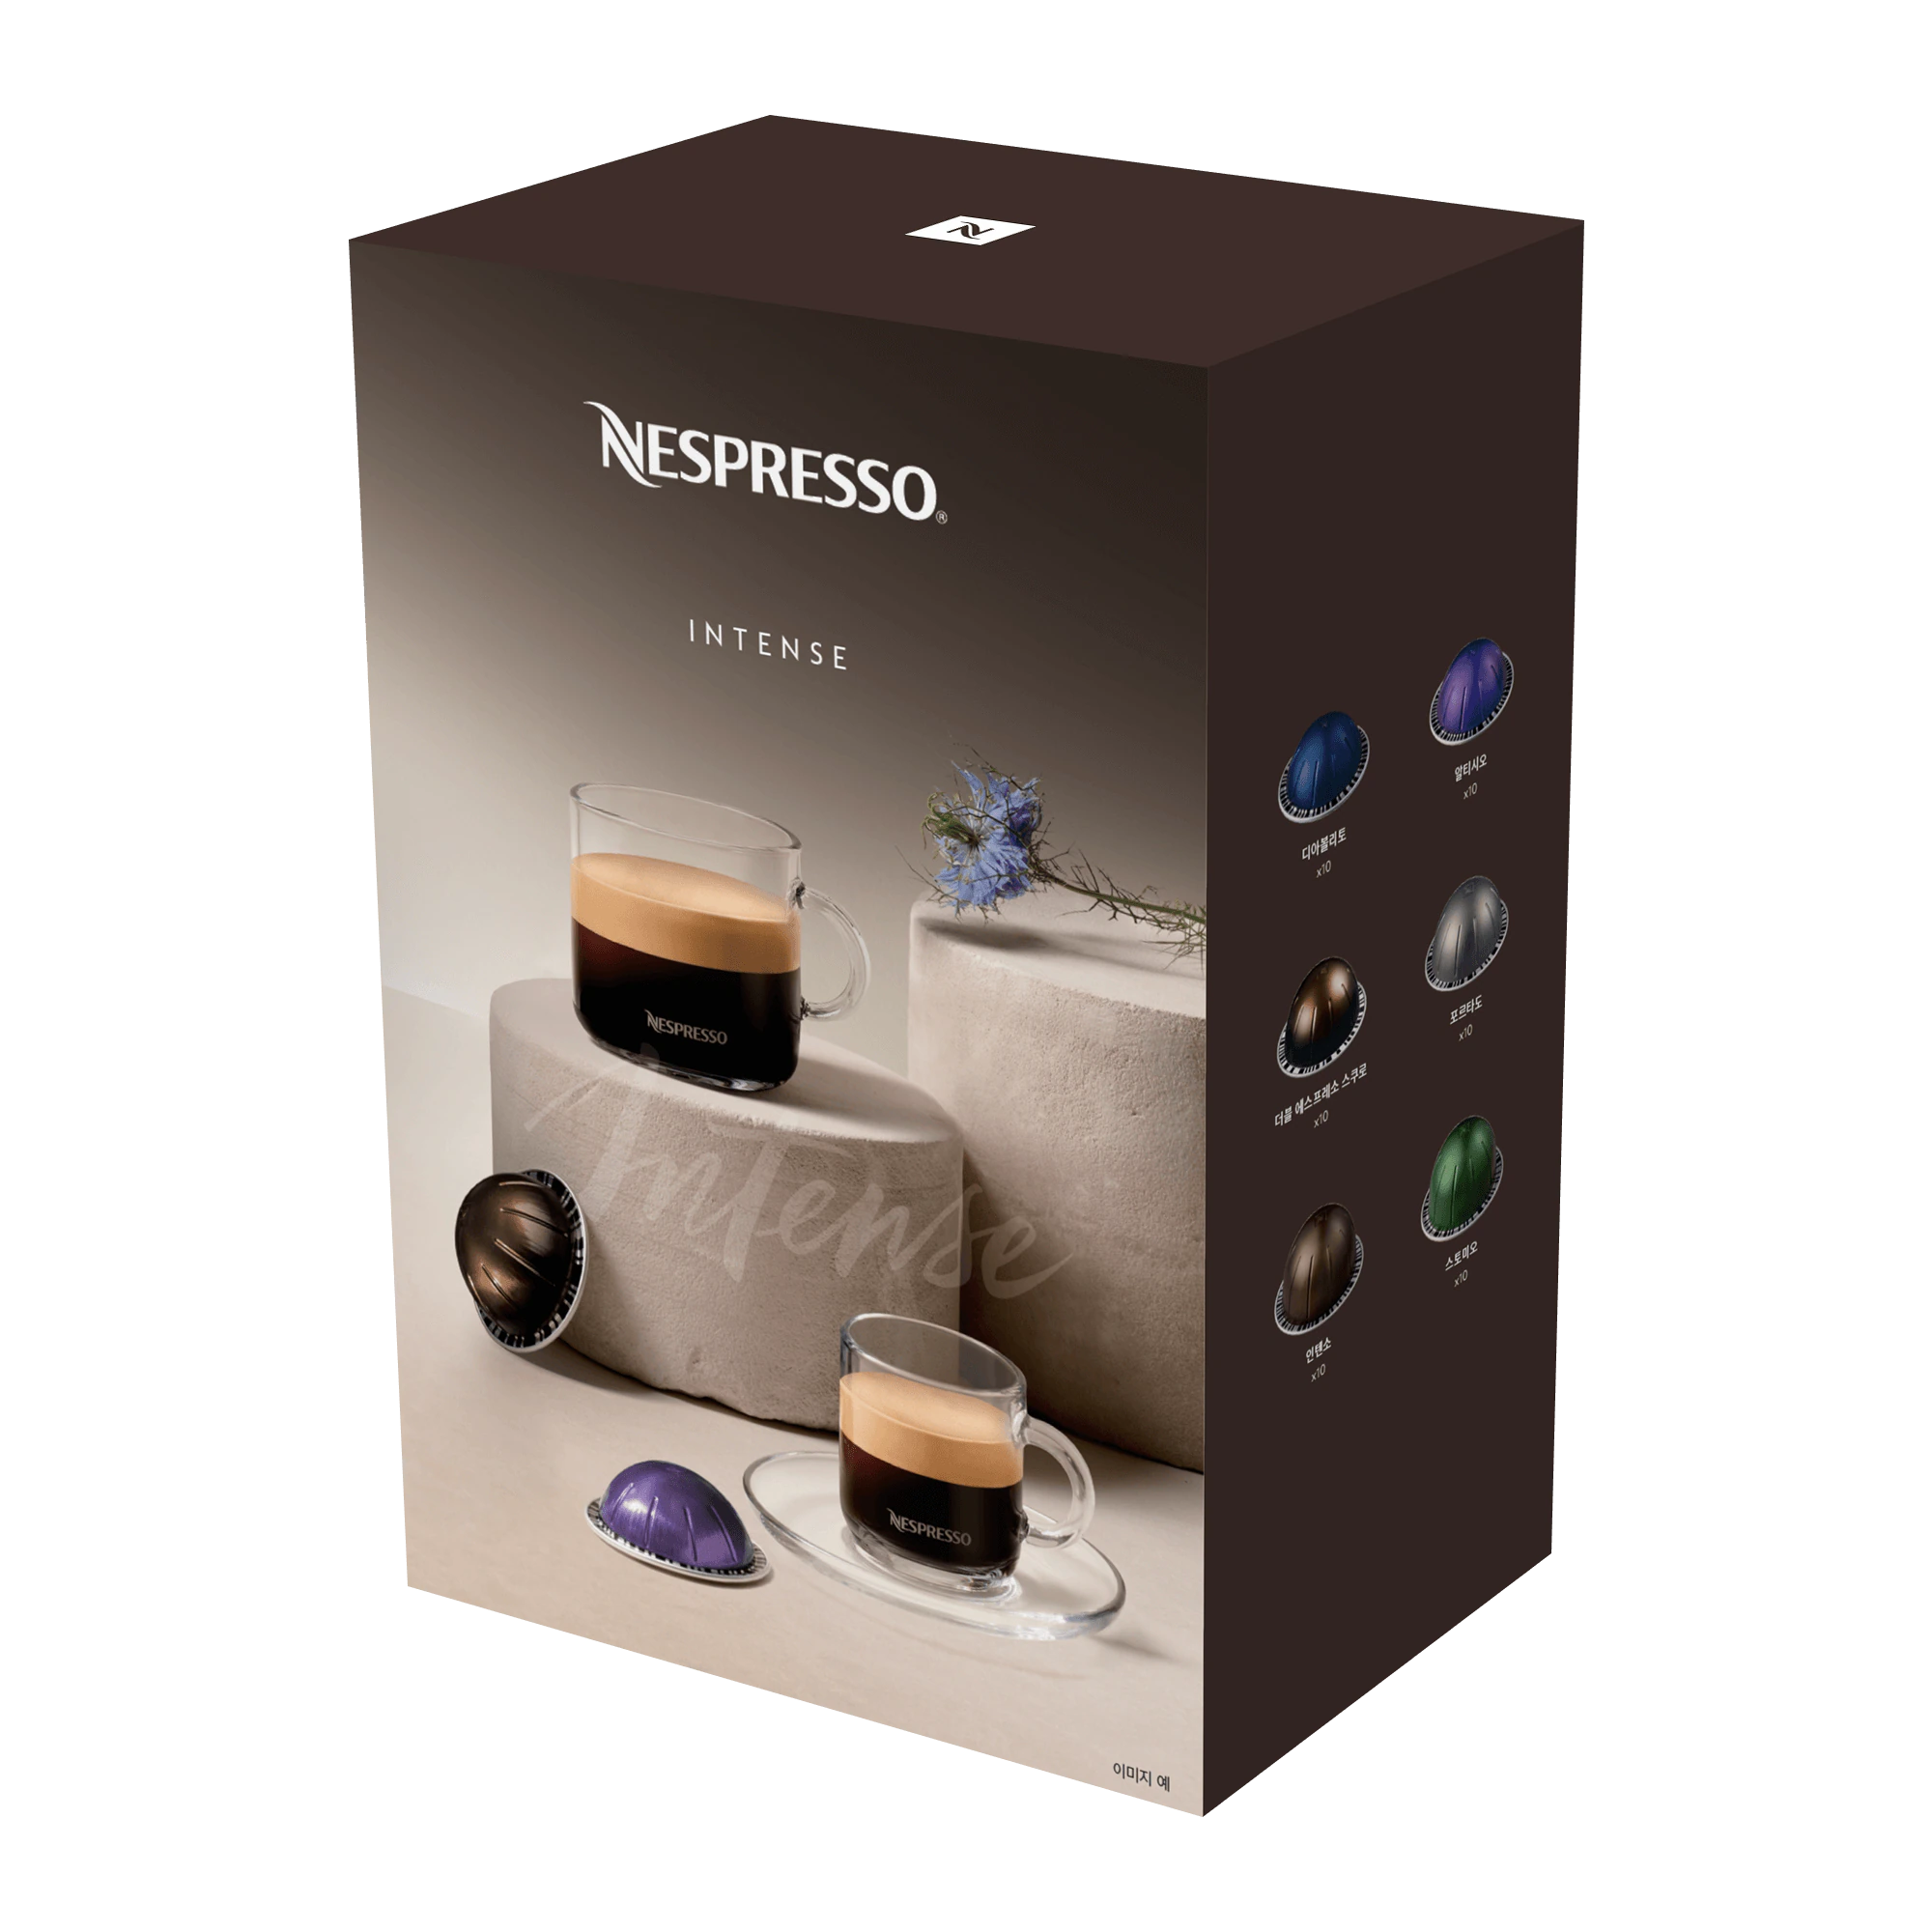 NESPRESSO®
INTENSE
NESPRESSO
Intense
NESPRESSO
이미지 예
알티시오
x10
디아볼리토
x10
포르타도
x10
더블 에스프레소 스쿠로
x10
스토미오
x10
인텐소
x10